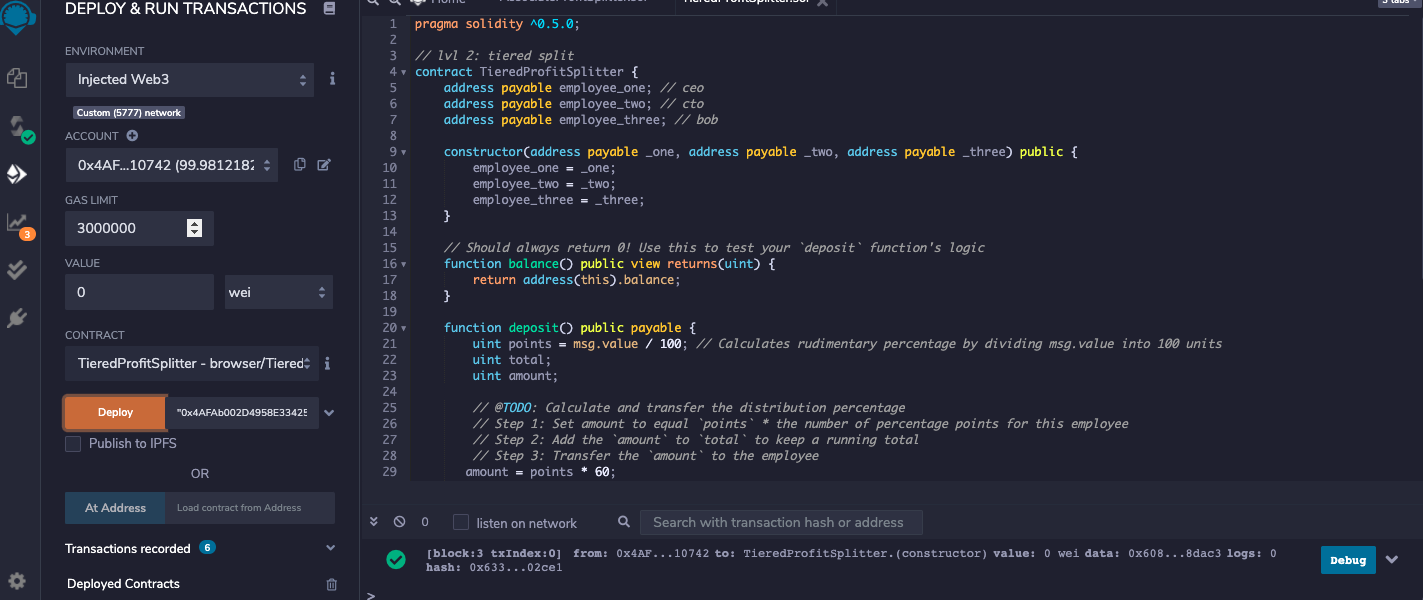 DEPLOY & RUN TRANSACTIONS
ENVIRONMENT
Injected Web3
Custom (5777) network
ACCOUNT
0x4AF...10742 (99.9812182
GAS LIMIT
3000000
VALUE
0
wei
CONTRACT
TieredProfitSplitter - browser/Tiered
Deploy
"0x4AFAb002D4958E33425
Publish to IPFS
OR
At Address
Load contract from Address
Transactions recorded 6
Deployed Contracts
3
Home
3 tabs
1 pragma solidity ^0.5.0;
2
3 // lvl 2: tiered split
4 contract TieredProfitSplitter {
5 address payable employee_one; // ceo
6 address payable employee_two; // cto
7 address payable employee_three; // bob
8
9 constructor(address payable _one, address payable _two, address payable _three) public {
10 employee_one = _one;
11 employee_two = _two;
12 employee_three = _three;
13 }
14
15 // Should always return 0! Use this to test your `deposit` function's logic
16 function balance() public view returns(uint) {
17 return address(this).balance;
18 }
19
20 function deposit() public payable {
21 uint points = msg.value / 100; // Calculates rudimentary percentage by dividing msg.value into 100 units
22 uint total;
23 uint amount;
24
25 // @TODO: Calculate and transfer the distribution percentage
26 // Step 1: Set amount to equal `points` * the number of percentage points for this employee
27 // Step 2: Add the `amount` to `total` to keep a running total
28 // Step 3: Transfer the `amount` to the employee
29 amount = points * 60;
0
listen on network
Search with transaction hash or address
[block:3 txIndex:0] from: 0x4AF...10742 to: TieredProfitSplitter.(constructor) value: 0 wei data: 0x608...8dac3 logs: 0
hash: 0x633...02ce1
Debug
>